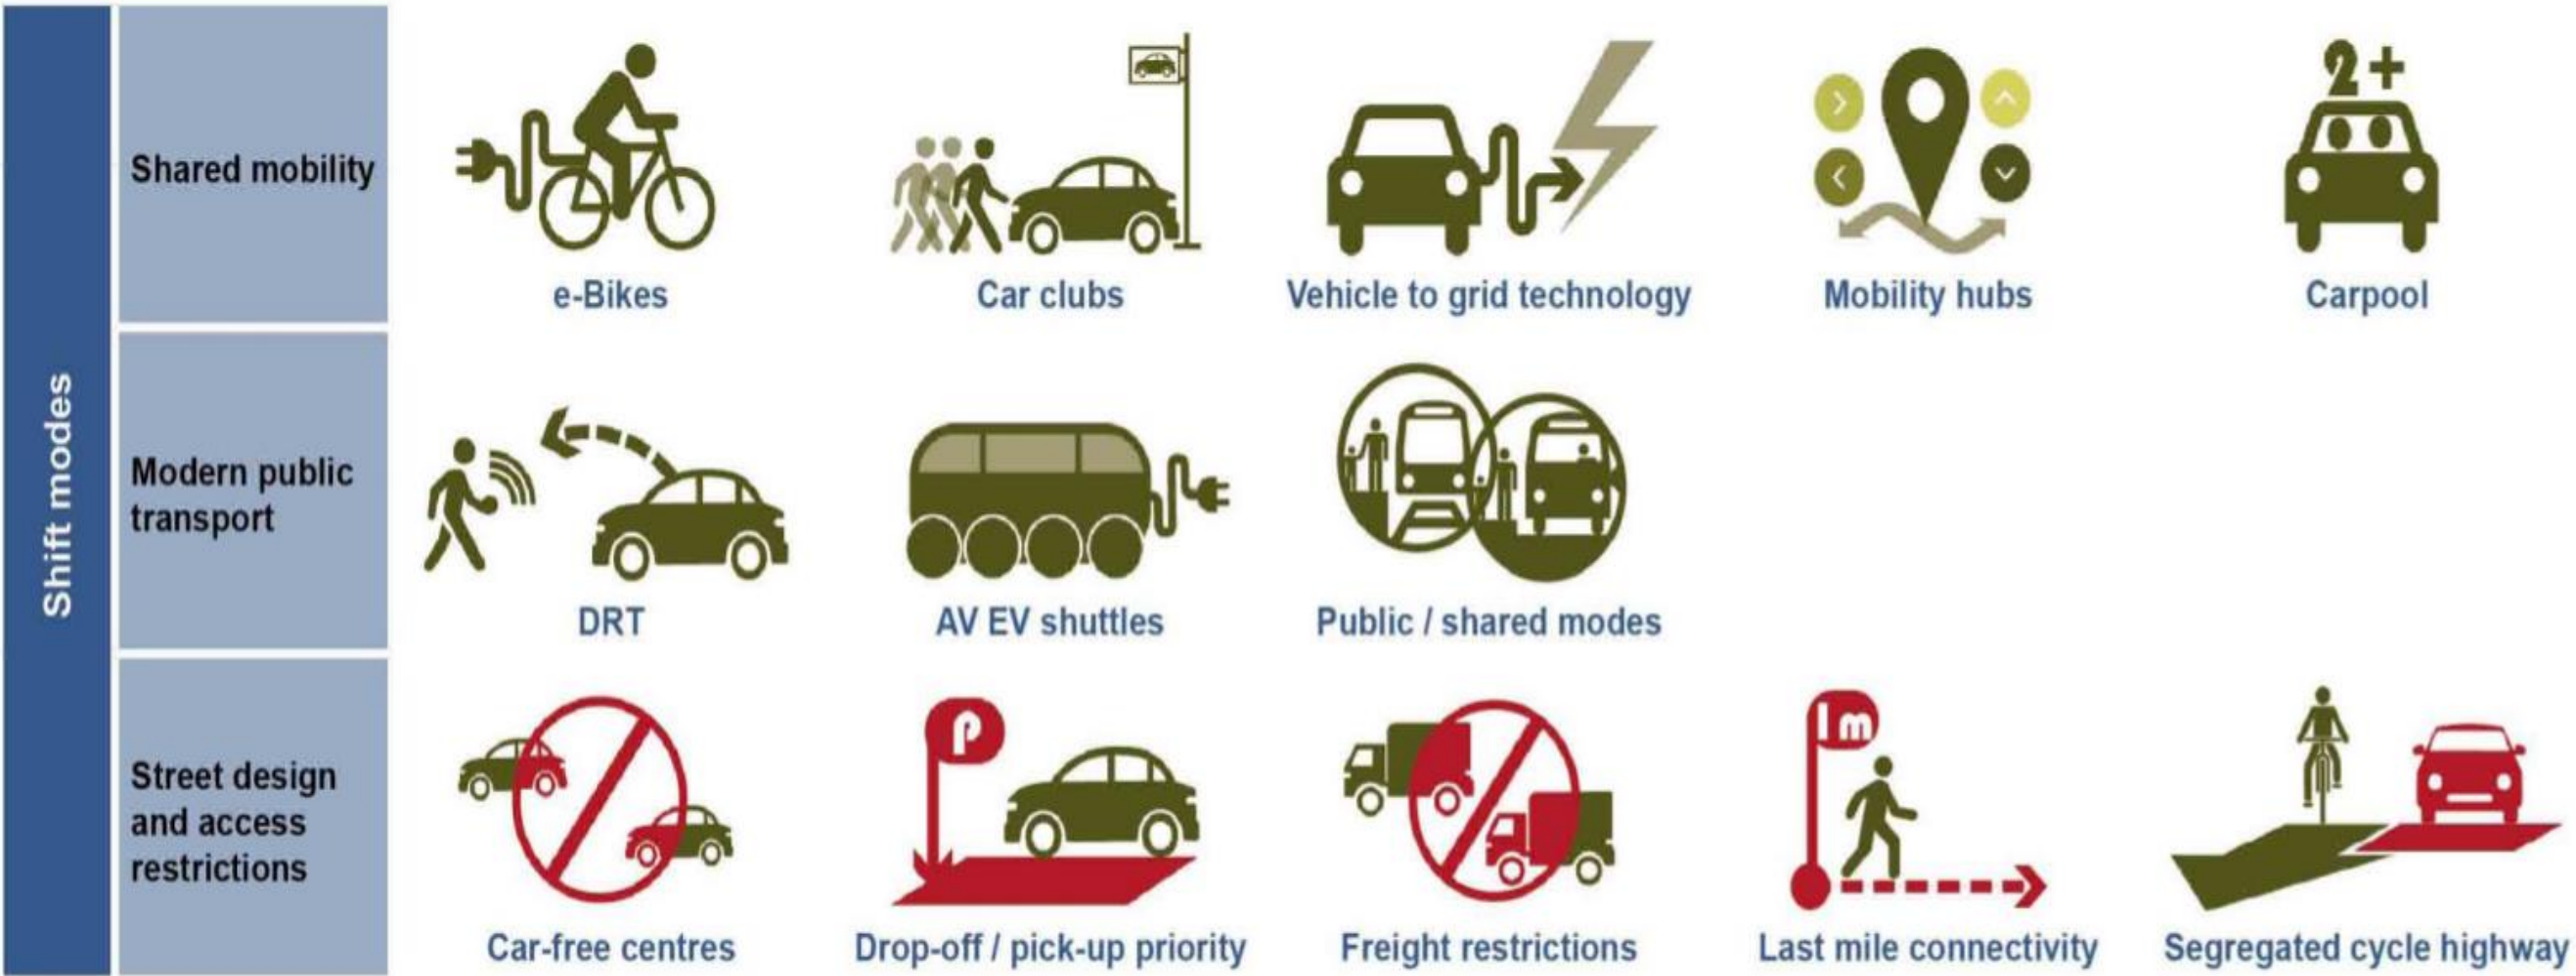 Shift modes
Shared mobility
2+
e-Bikes
Car clubs
Vehicle to grid technology
Mobility hubs
Carpool
Modern public
transport
DRT
AV EV shuttles
Public / shared modes
Street design
and access
restrictions
P
1m
Car-free centres
Drop-off / pick-up priority
Freight restrictions
Last mile connectivity
Segregated cycle highway